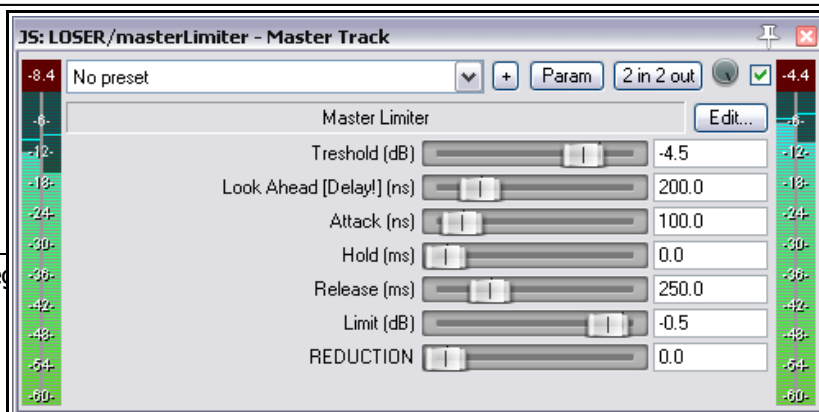 JS: LOSER/masterLimiter - Master Track
-8.4 No preset + Param 2 in 2 out -4.4
Master Limiter Edit...
Treshold (dB) -4.5
Look Ahead [Delay!] (ns) 200.0
Attack (ns) 100.0
Hold (ms) 0.0
Release (ms) 250.0
Limit (dB) -0.5
REDUCTION 0.0
-6- -6-
-12- -12-
-18- -18-
-24- -24-
-30- -30-
-36- -36-
-42- -42-
-48- -48-
-54- -54-
-60- -60-